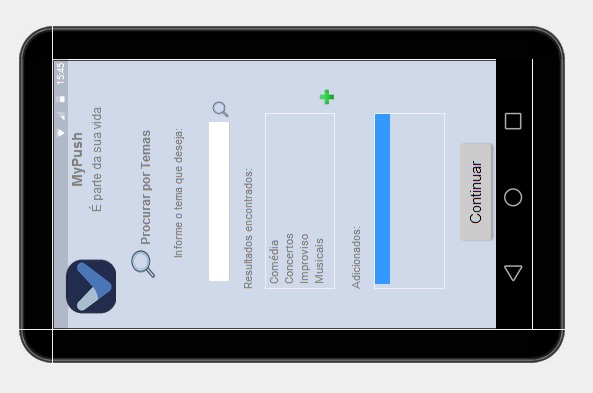 15:45
MyPush
É parte da sua vida
Procurar por Temas
Informe o tema que deseja:
Resultados encontrados:
Comédia
Concertos
Improviso
Musicais
Adicionados:
Continuar